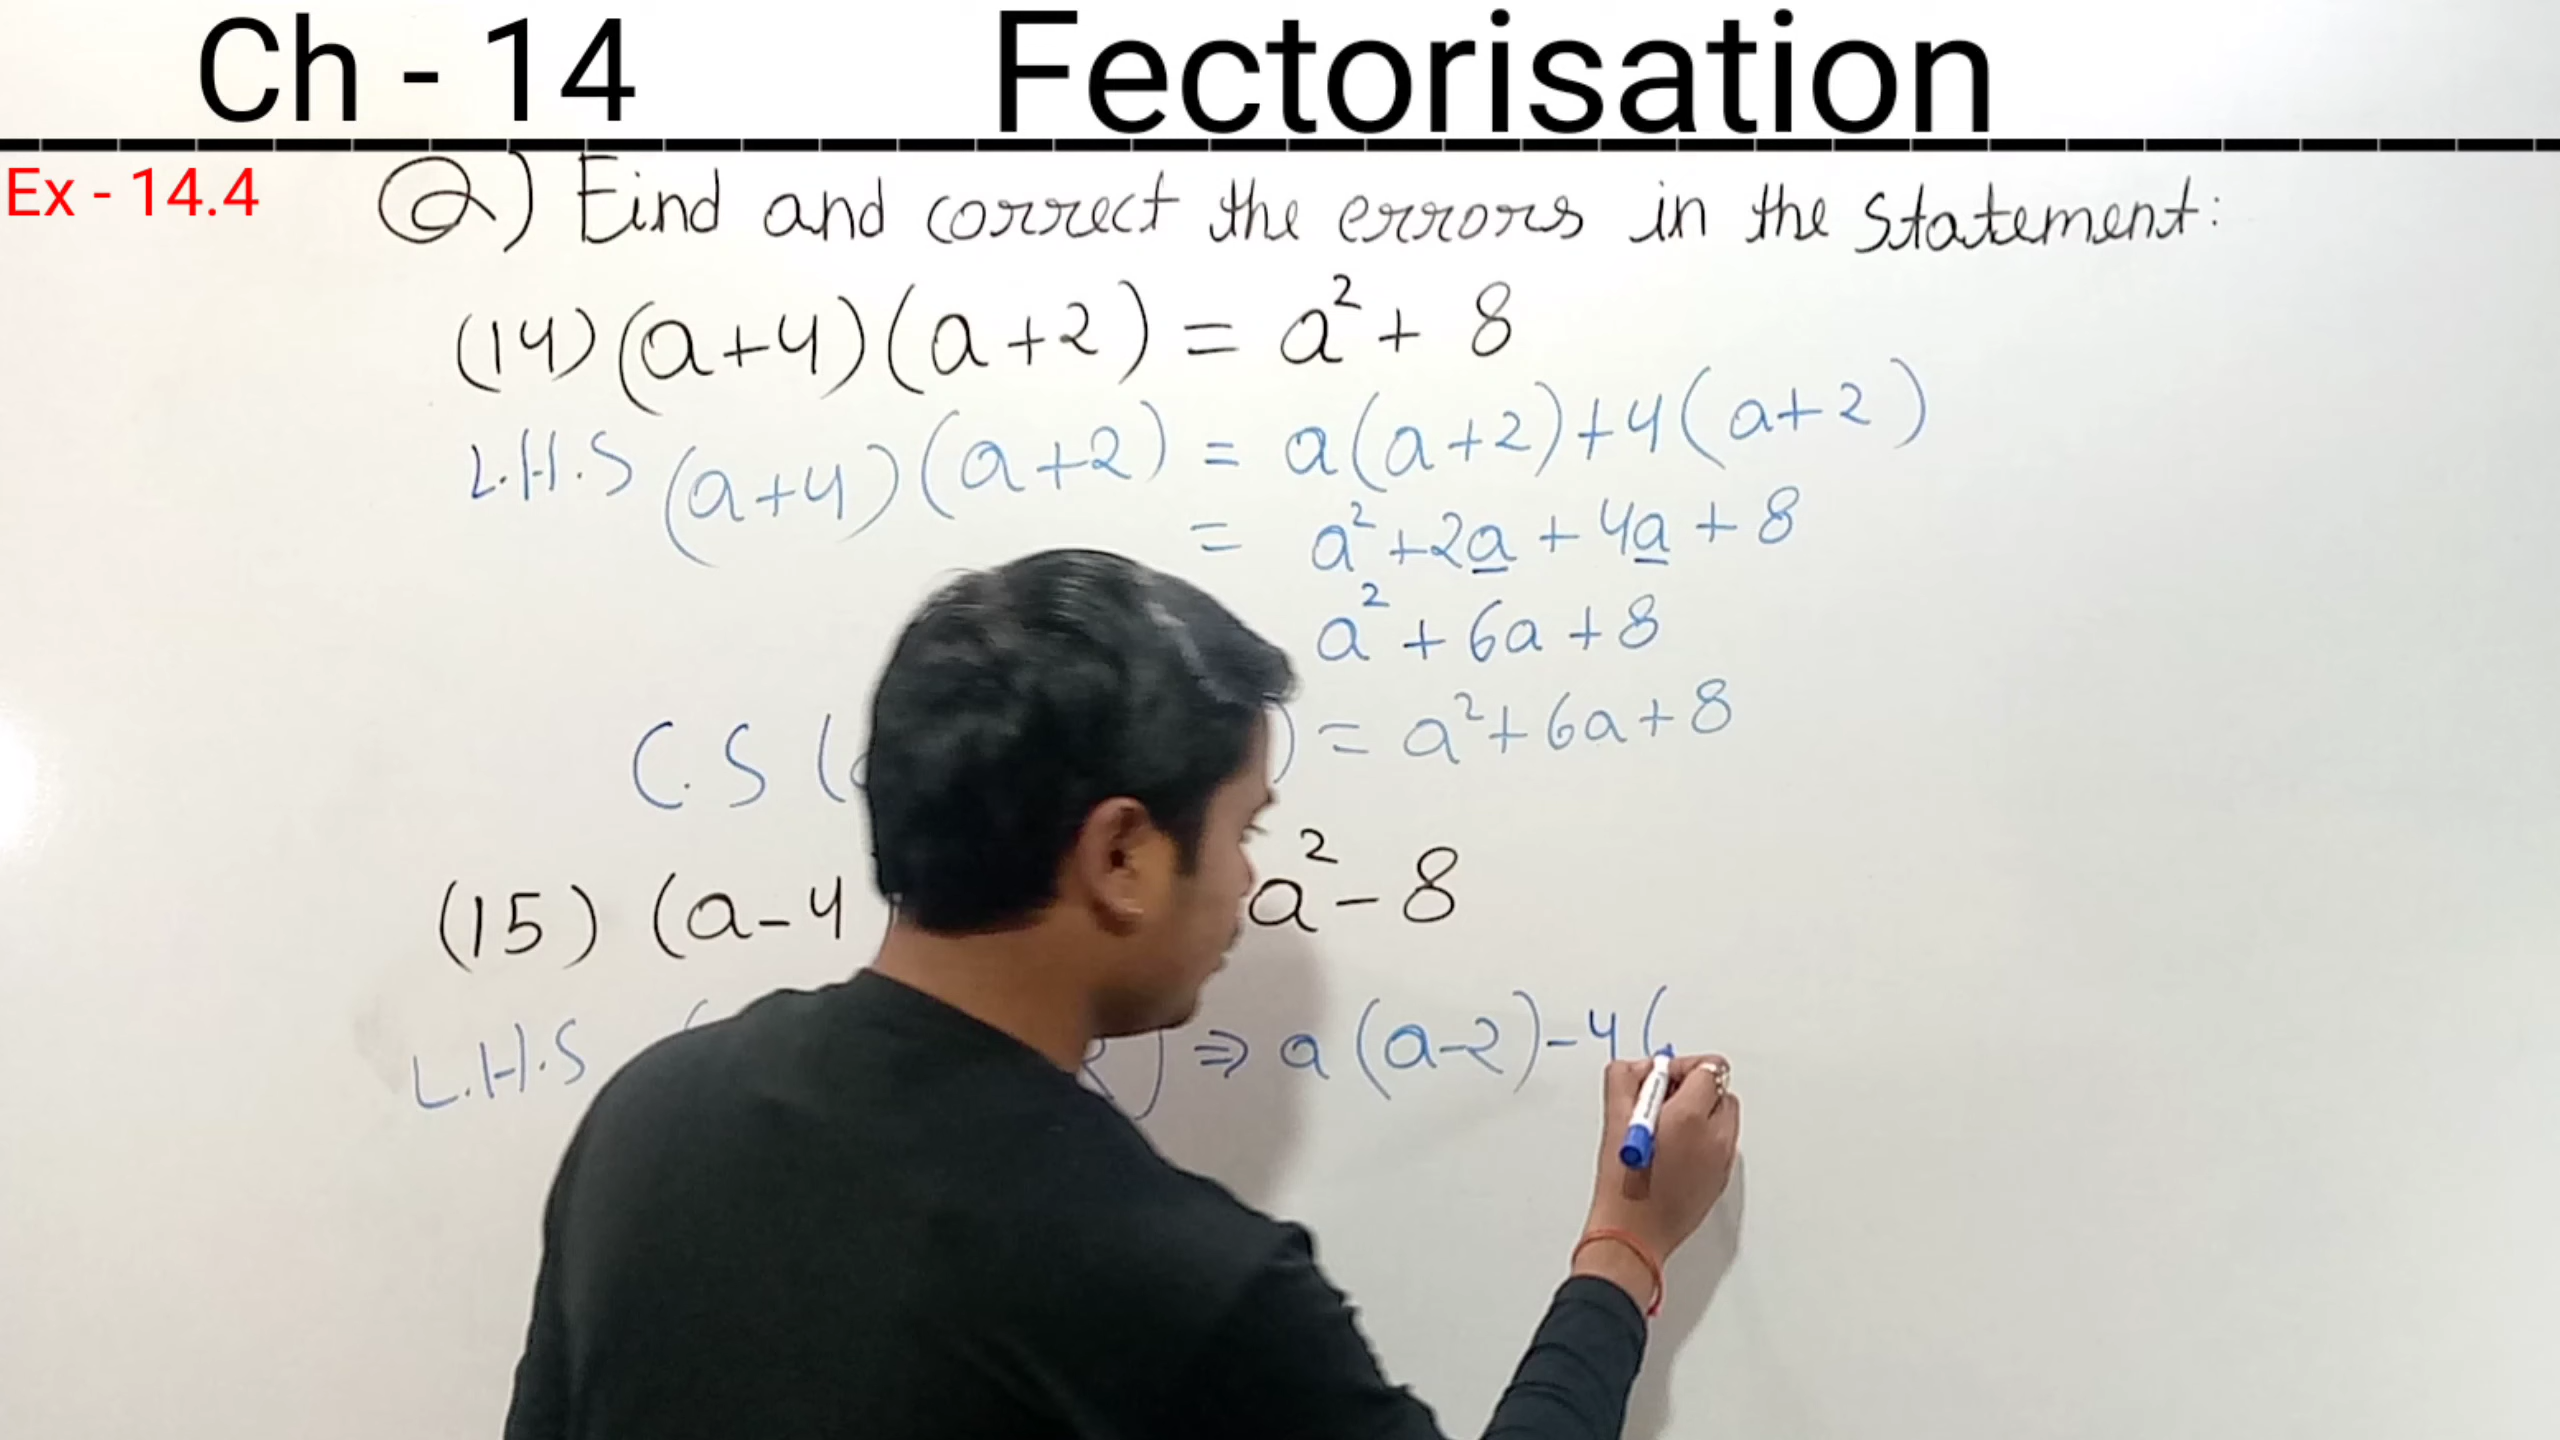 Ch - 14 Fectorisation
Ex - 14.4
Q) Find and correct the errors in the statement:
(14) (a+4)(a+2) = a² + 8
L.H.S (a+4)(a+2) = a(a+2)+4(a+2)
= a²+2a+4a+8
a²+6a+8
C.S ( ) = a²+6a+8
(15) (a-4 a²-8
L.H.S ( 2) ⇒ a(a-2)-4(